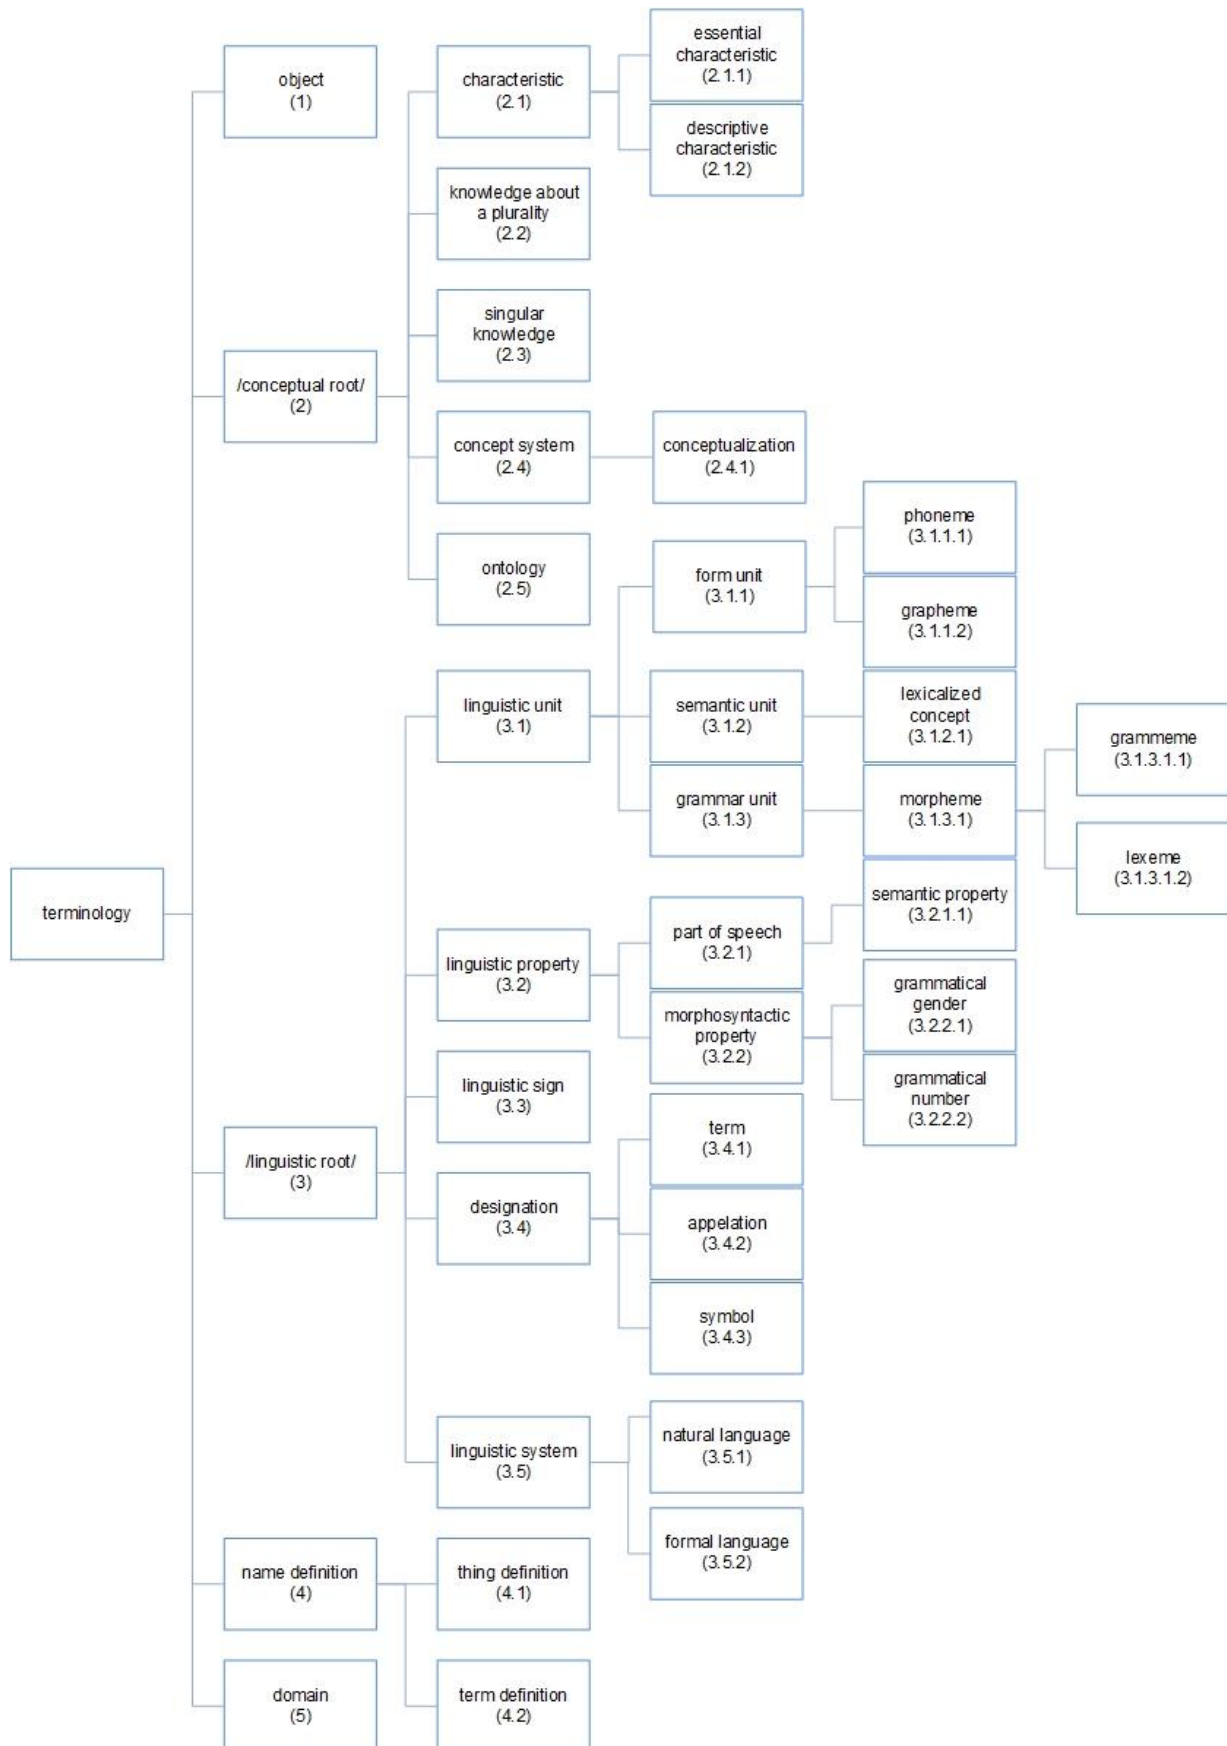 terminology
object
(1)
/conceptual root/
(2)
characteristic
(2.1)
essential
characteristic
(2.1.1)
descriptive
characteristic
(2.1.2)
knowledge about
a plurality
(2.2)
singular
knowledge
(2.3)
concept system
(2.4)
conceptualization
(2.4.1)
ontology
(2.5)
/linguistic root/
(3)
linguistic unit
(3.1)
form unit
(3.1.1)
phoneme
(3.1.1.1)
grapheme
(3.1.1.2)
semantic unit
(3.1.2)
lexicalized
concept
(3.1.2.1)
grammar unit
(3.1.3)
morpheme
(3.1.3.1)
grammeme
(3.1.3.1.1)
lexeme
(3.1.3.1.2)
linguistic property
(3.2)
part of speech
(3.2.1)
semantic property
(3.2.1.1)
morphosyntactic
property
(3.2.2)
grammatical
gender
(3.2.2.1)
grammatical
number
(3.2.2.2)
linguistic sign
(3.3)
designation
(3.4)
term
(3.4.1)
appelation
(3.4.2)
symbol
(3.4.3)
linguistic system
(3.5)
natural language
(3.5.1)
formal language
(3.5.2)
name definition
(4)
thing definition
(4.1)
term definition
(4.2)
domain
(5)